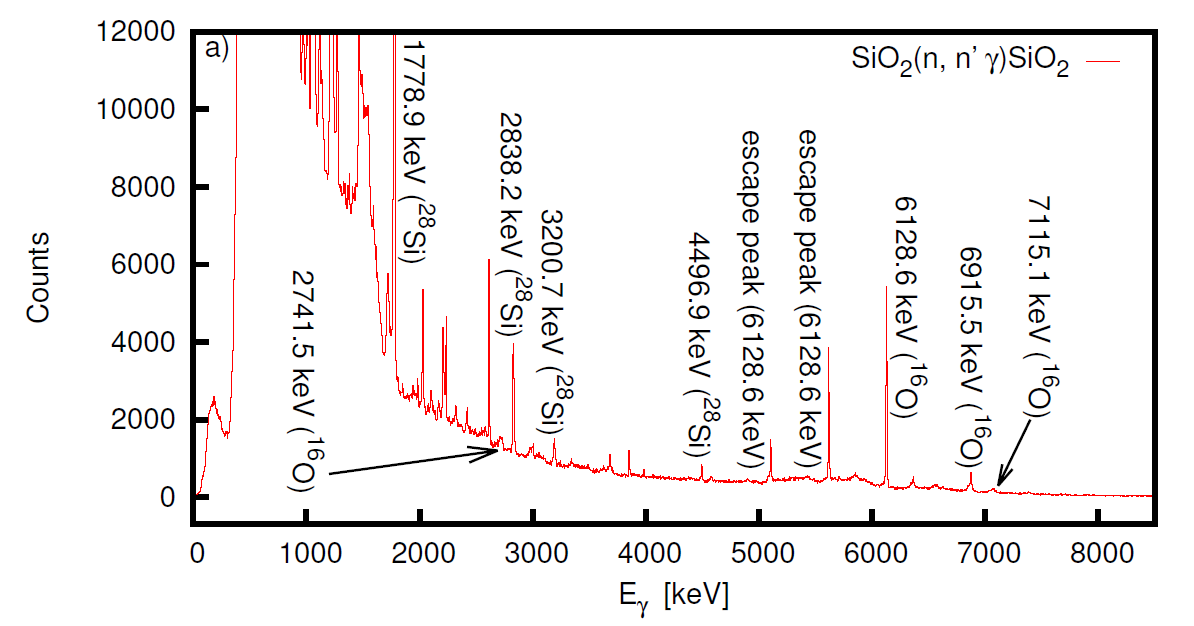 a)
SiO₂(n, n' γ)SiO₂
12000
10000
8000
6000
4000
2000
0
Counts
1778.9 keV (²⁸Si)
2741.5 keV (¹⁶O)
2838.2 keV (²⁸Si)
3200.7 keV (²⁸Si)
4496.9 keV (²⁸Si)
escape peak (6128.6 keV)
escape peak (6128.6 keV)
6128.6 keV (¹⁶O)
6915.5 keV (¹⁶O)
7115.1 keV (¹⁶O)
0 1000 2000 3000 4000 5000 6000 7000 8000
Eᵧ [keV]